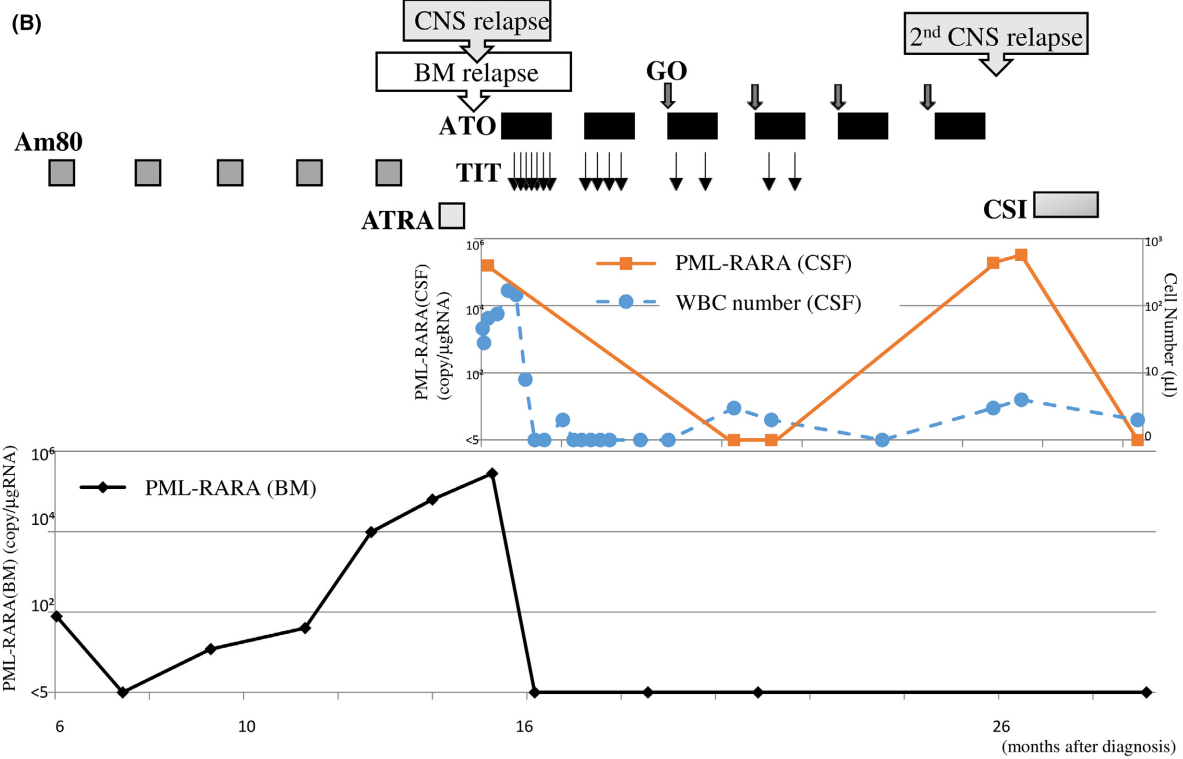 (B)
CNS relapse
2nd CNS relapse
BM relapse
GO
ATO
Am80
TIT
ATRA
CSI
10⁶
10⁴
10²
<5
PML-RARA(CSF)
(copy/μgRNA)
PML-RARA (CSF)
WBC number (CSF)
10³
10²
10
0
Cell Number (μl)
10⁶
10⁴
10²
<5
PML-RARA(BM) (copy/μgRNA)
PML-RARA (BM)
6 10 16 26
(months after diagnosis)